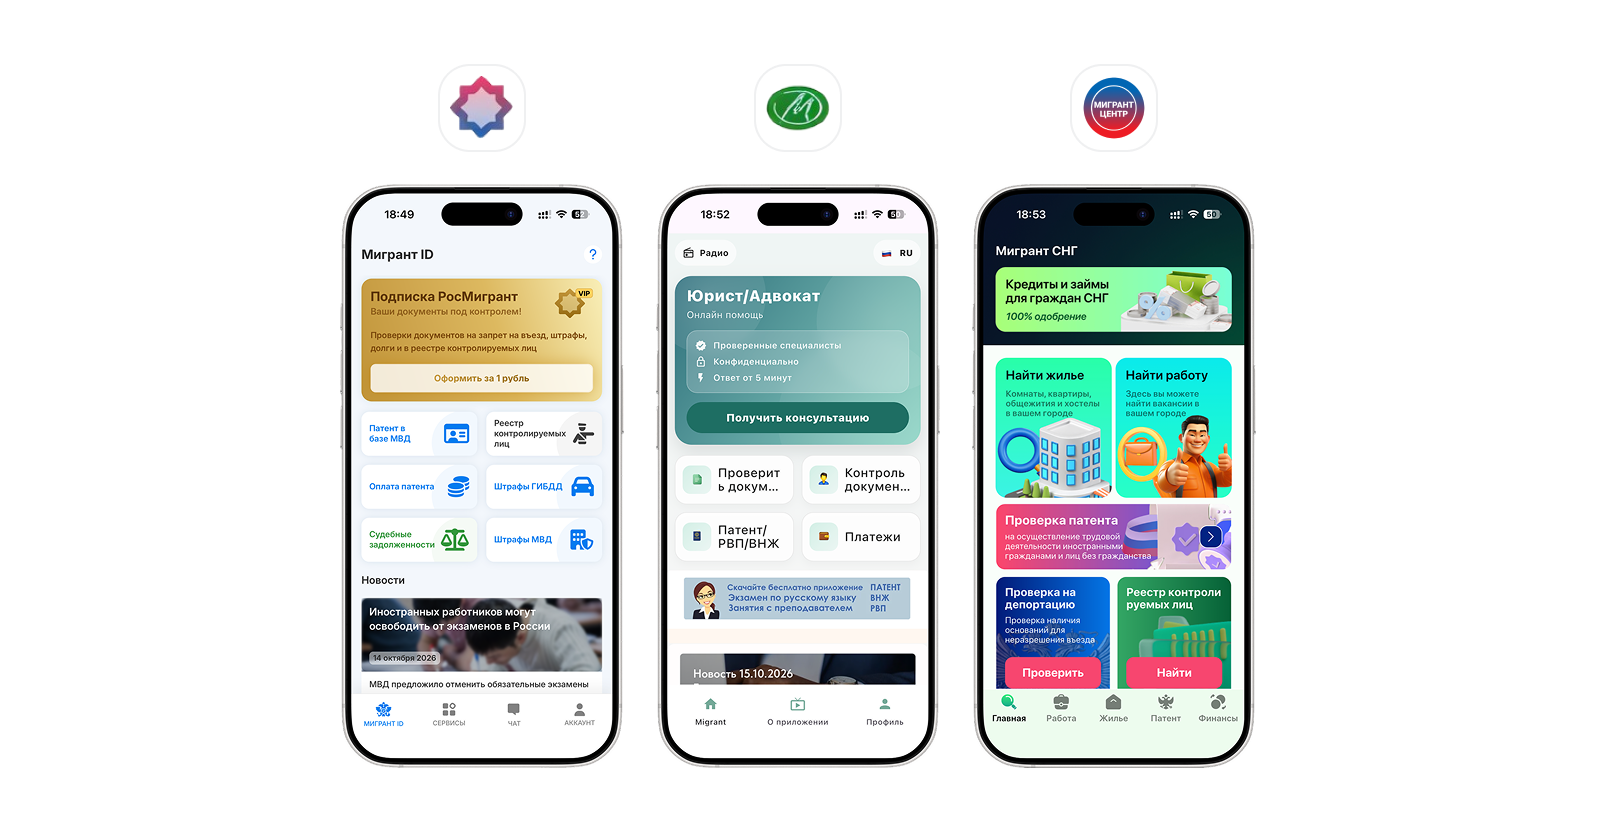 МИГРАНТ
ЦЕНТР
18:49
52
Мигрант ID
?
Подписка РосМигрант
VIP
Ваши документы под контролем!
Проверки документов на запрет на въезд, штрафы,
долги и в реестре контролируемых лиц
Оформить за 1 рубль
Патент в
базе МВД
Реестр
контролируемых
лиц
Оплата патента
Штрафы ГИБДД
Судебные
задолженности
Штрафы МВД
Новости
Иностранных работников могут
освободить от экзаменов в России
14 октября 2026
МВД предложило отменить обязательные экзамены
МИГРАНТ ID
СЕРВИСЫ
ЧАТ
АККАУНТ
18:52
50
Радио
RU
Юрист/Адвокат
Онлайн помощь
Проверенные специалисты
Конфиденциально
Ответ от 5 минут
Получить консультацию
Проверит
ь докум...
Контроль
докумен...
Патент/
РВП/ВНЖ
Платежи
Скачайте бесплатно приложение
Экзамен по русскому языку
Занятия с преподавателем
ПАТЕНТ
ВНЖ
РВП
Новость 15.10.2026
Migrant
О приложении
Профиль
18:53
50
Мигрант СНГ
Кредиты и займы
для граждан СНГ
100% одобрение
Найти жилье
Комнаты, квартиры,
общежития и хостелы
в вашем городе
Найти работу
Здесь вы можете
найти вакансии в
вашем городе
Проверка патента
на осуществление трудовой
деятельности иностранными
гражданами и лиц без гражданства
Проверка на
депортацию
Проверка наличия
оснований для
неразрешения въезда
Проверить
Реестр контроли
руемых лиц
Найти
Главная
Работа
Жилье
Патент
Финансы